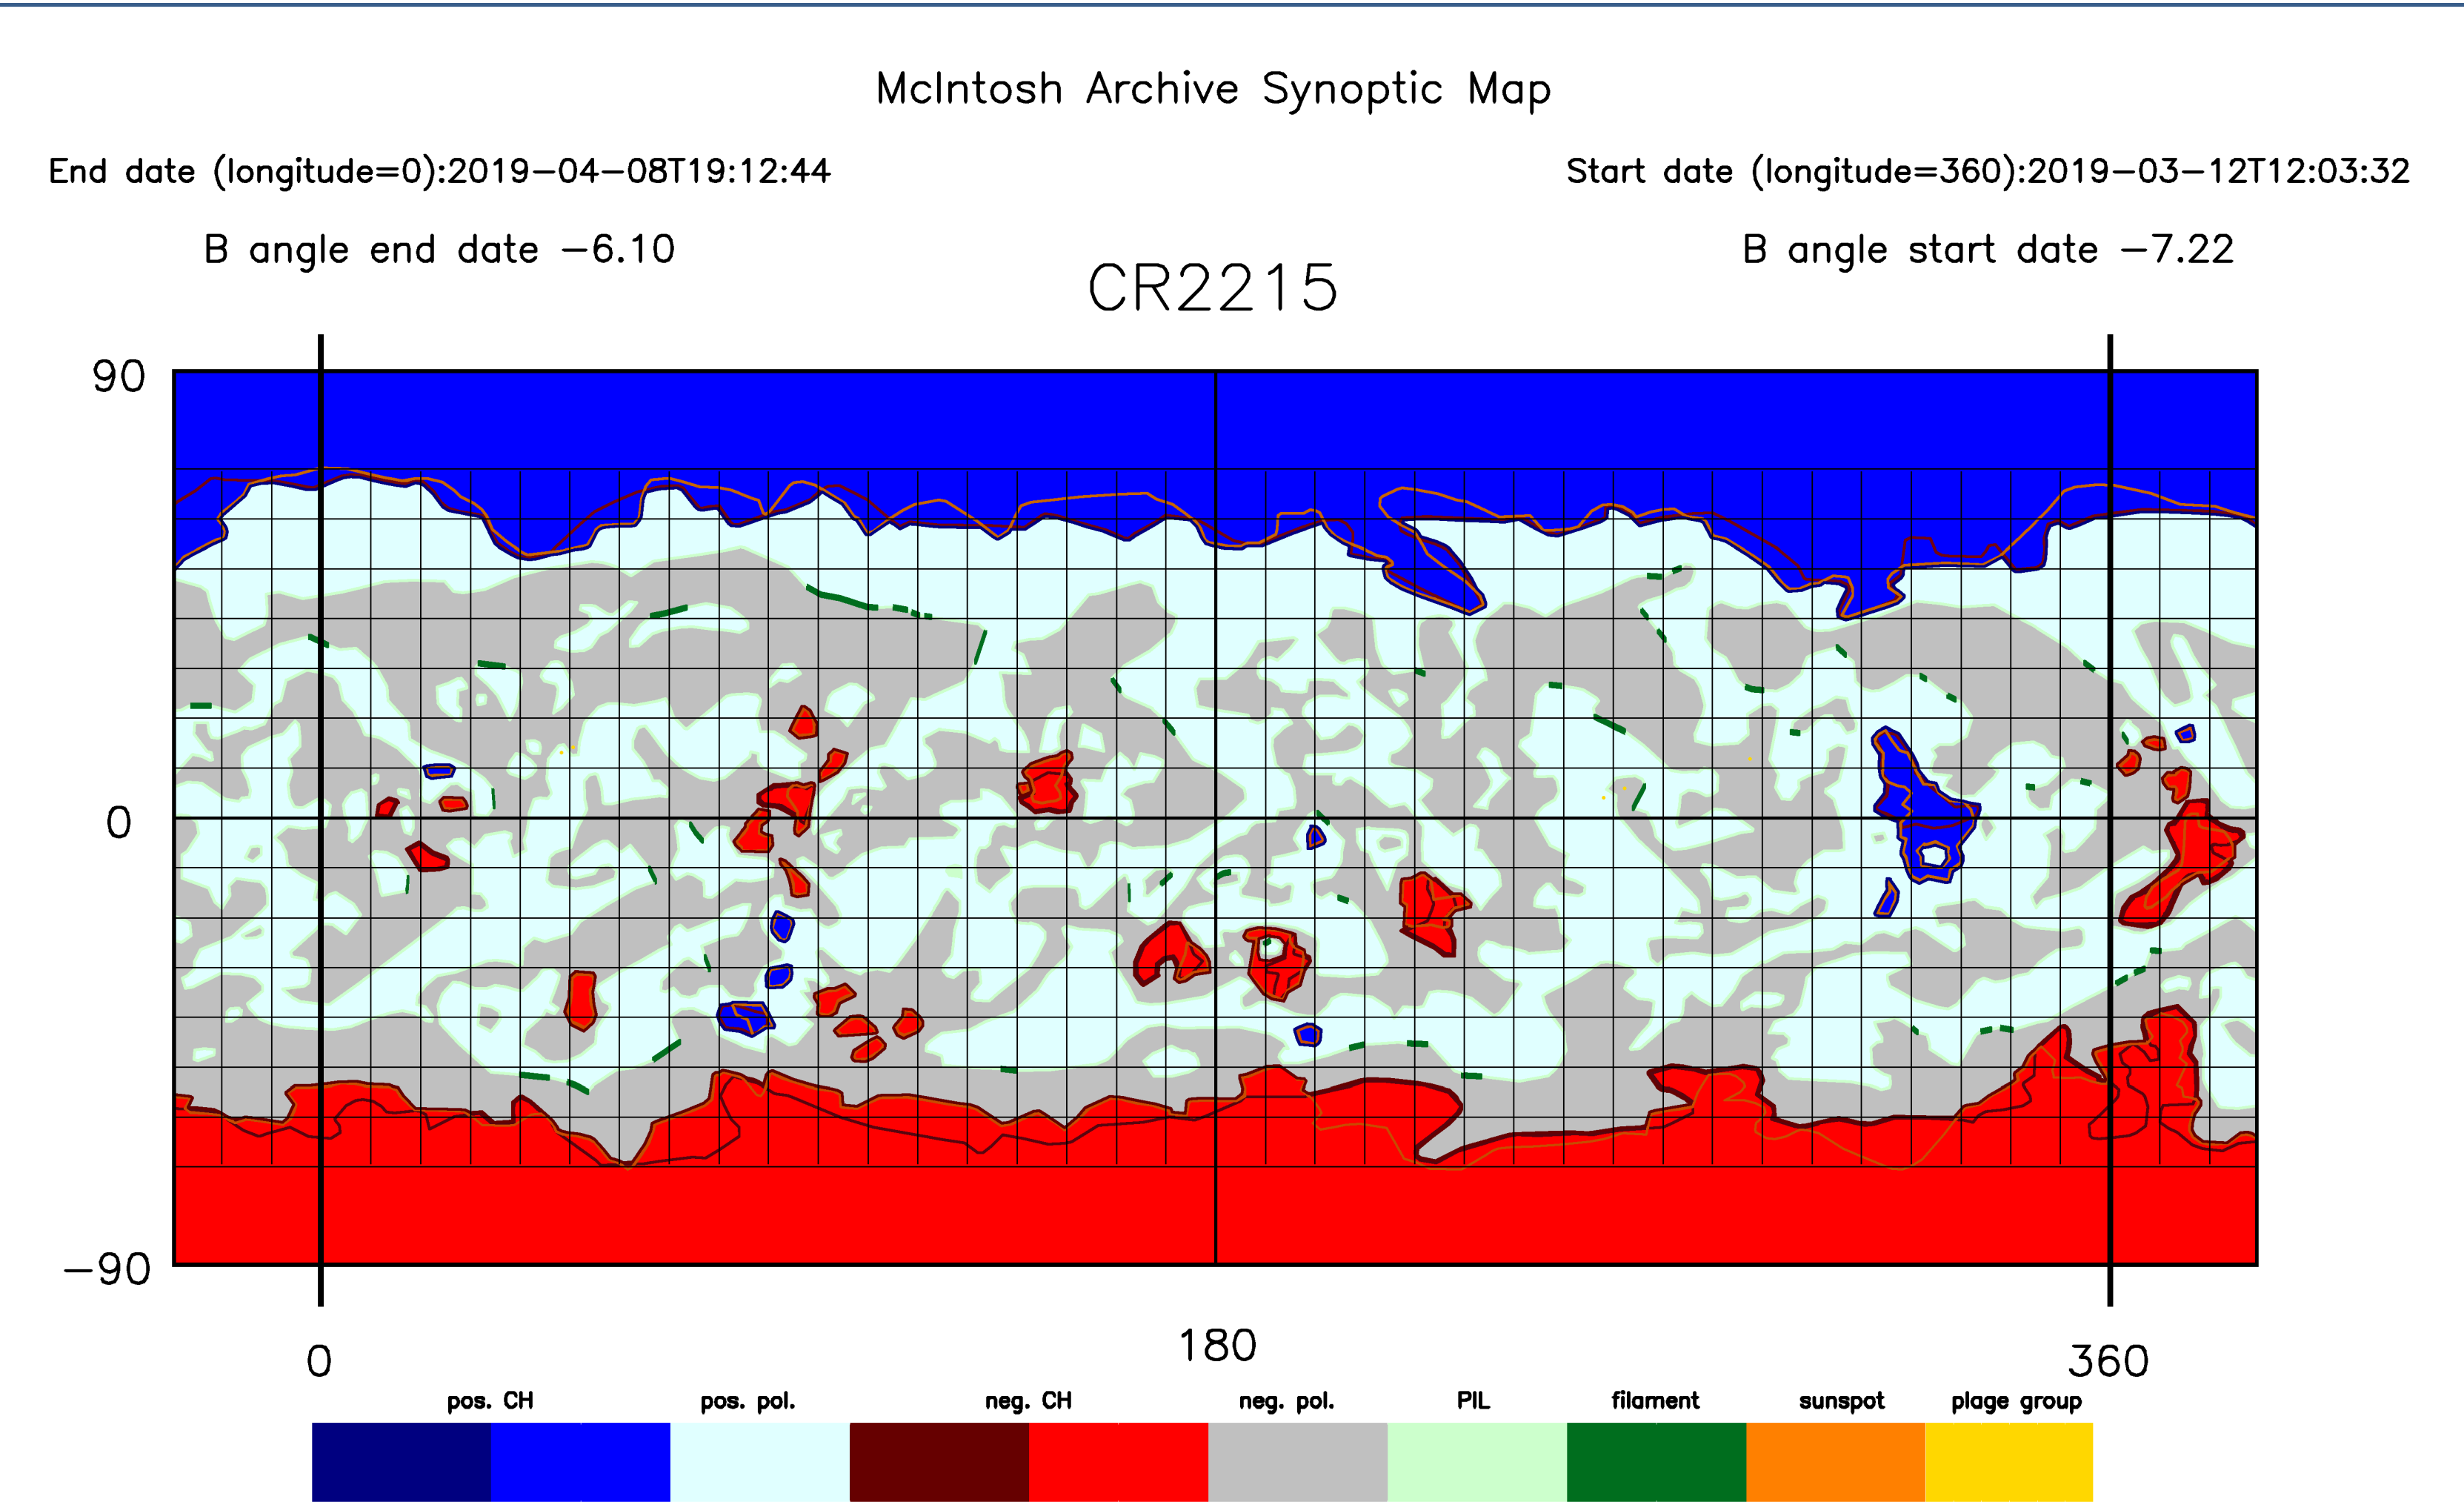 McIntosh Archive Synoptic Map
End date (longitude=0):2019-04-08T19:12:44
Start date (longitude=360):2019-03-12T12:03:32
B angle end date -6.10
B angle start date -7.22
CR2215
90
0
-90
0
180
360
pos. CH
pos. pol.
neg. CH
neg. pol.
PIL
filament
sunspot
plage group